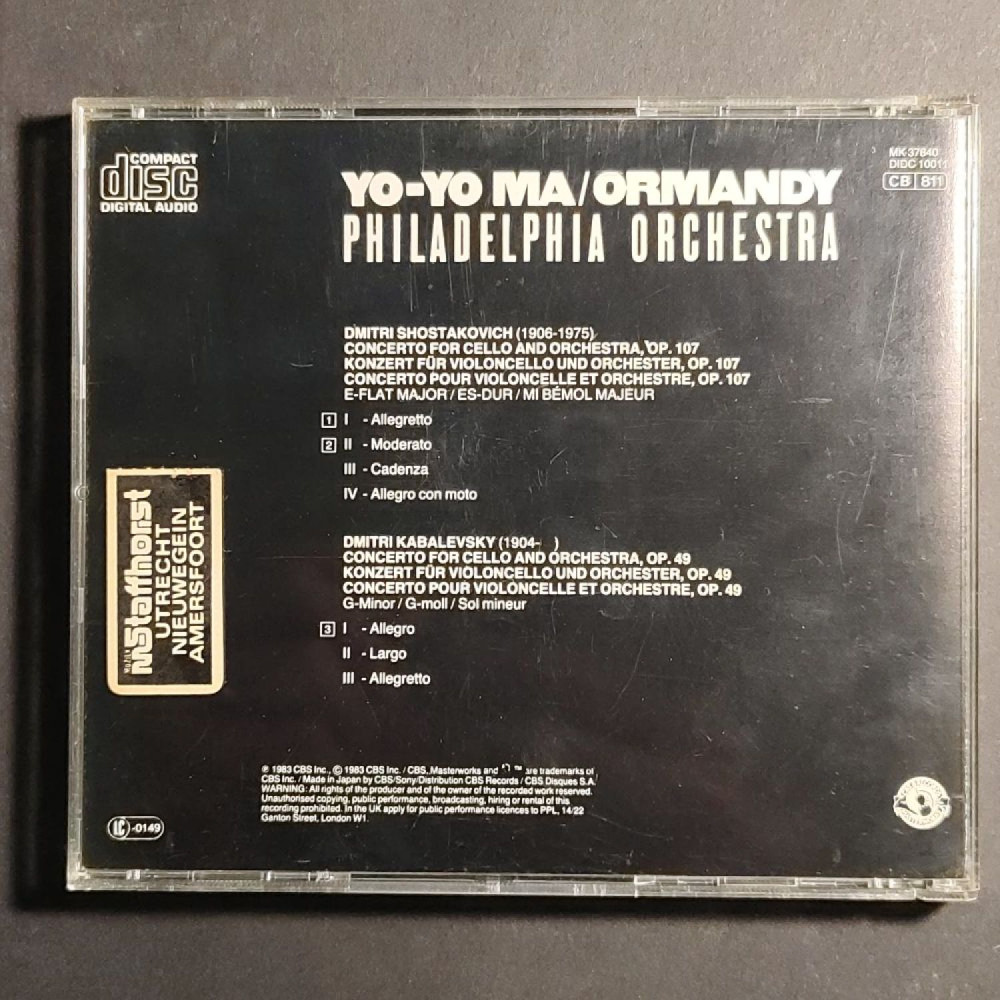 COMPACT
disc
DIGITAL AUDIO
MK 37840
DIDC 10011
CB 811
YO-YO MA/ORMANDY
PHILADELPHIA ORCHESTRA
DMITRI SHOSTAKOVICH (1906-1975)
CONCERTO FOR CELLO AND ORCHESTRA, OP. 107
KONZERT FÜR VIOLONCELLO UND ORCHESTER, OP. 107
CONCERTO POUR VIOLONCELLE ET ORCHESTRE, OP. 107
E-FLAT MAJOR / ES-DUR / MI BÉMOL MAJEUR
1 I - Allegretto
2 II - Moderato
III - Cadenza
IV - Allegro con moto
DMITRI KABALEVSKY (1904- )
CONCERTO FOR CELLO AND ORCHESTRA, OP. 49
KONZERT FÜR VIOLONCELLO UND ORCHESTER, OP. 49
CONCERTO POUR VIOLONCELLE ET ORCHESTRE, OP. 49
G-Minor / G-moll / Sol mineur
3 I - Allegro
II - Largo
III - Allegretto
Staffhorst
UTRECHT
NIEUWEGEIN
AMERSFOORT
℗ 1983 CBS Inc., © 1983 CBS Inc. / CBS, Masterworks and ™ are trademarks of
CBS Inc. / Made in Japan by CBS/Sony/Distribution CBS Records / CBS Disques S.A.
WARNING: All rights of the producer and of the owner of the recorded work reserved.
Unauthorised copying, public performance, broadcasting, hiring or rental of this
recording prohibited. In the UK apply for public performance licences to PPL, 14/22
Ganton Street, London W1.
LC -0149